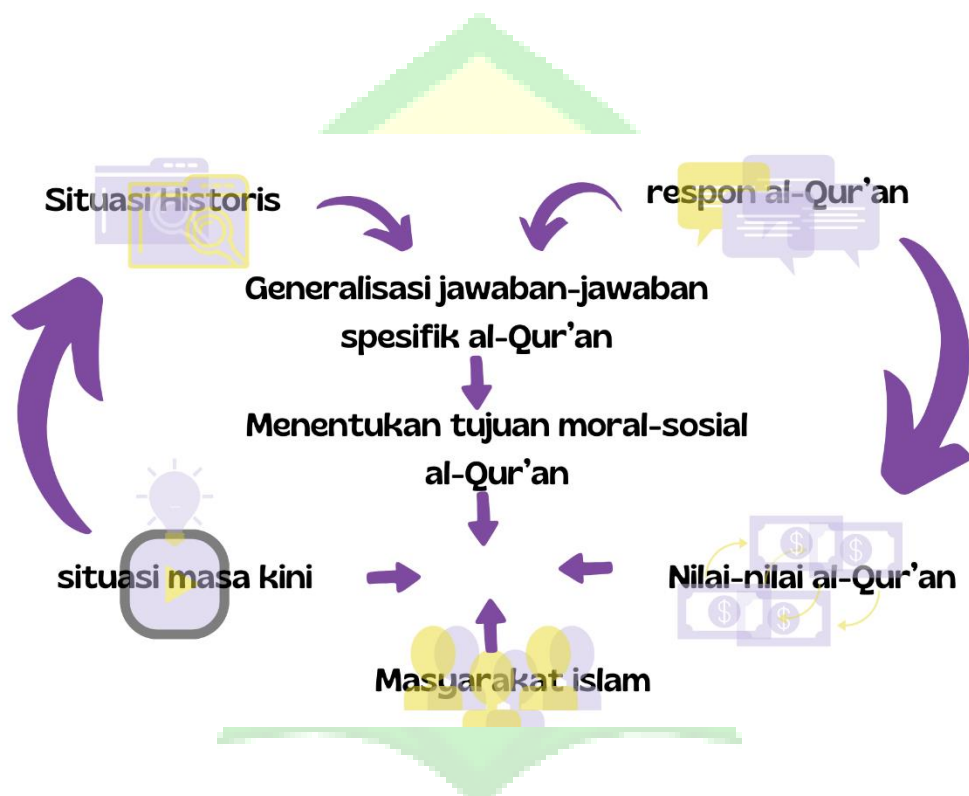 Situasi Historis
respon al-Qur'an
Generalisasi jawaban-jawaban
spesifik al-Qur'an
Menentukan tujuan moral-sosial
al-Qur'an
situasi masa kini
Nilai-nilai al-Qur'an
Masyarakat islam